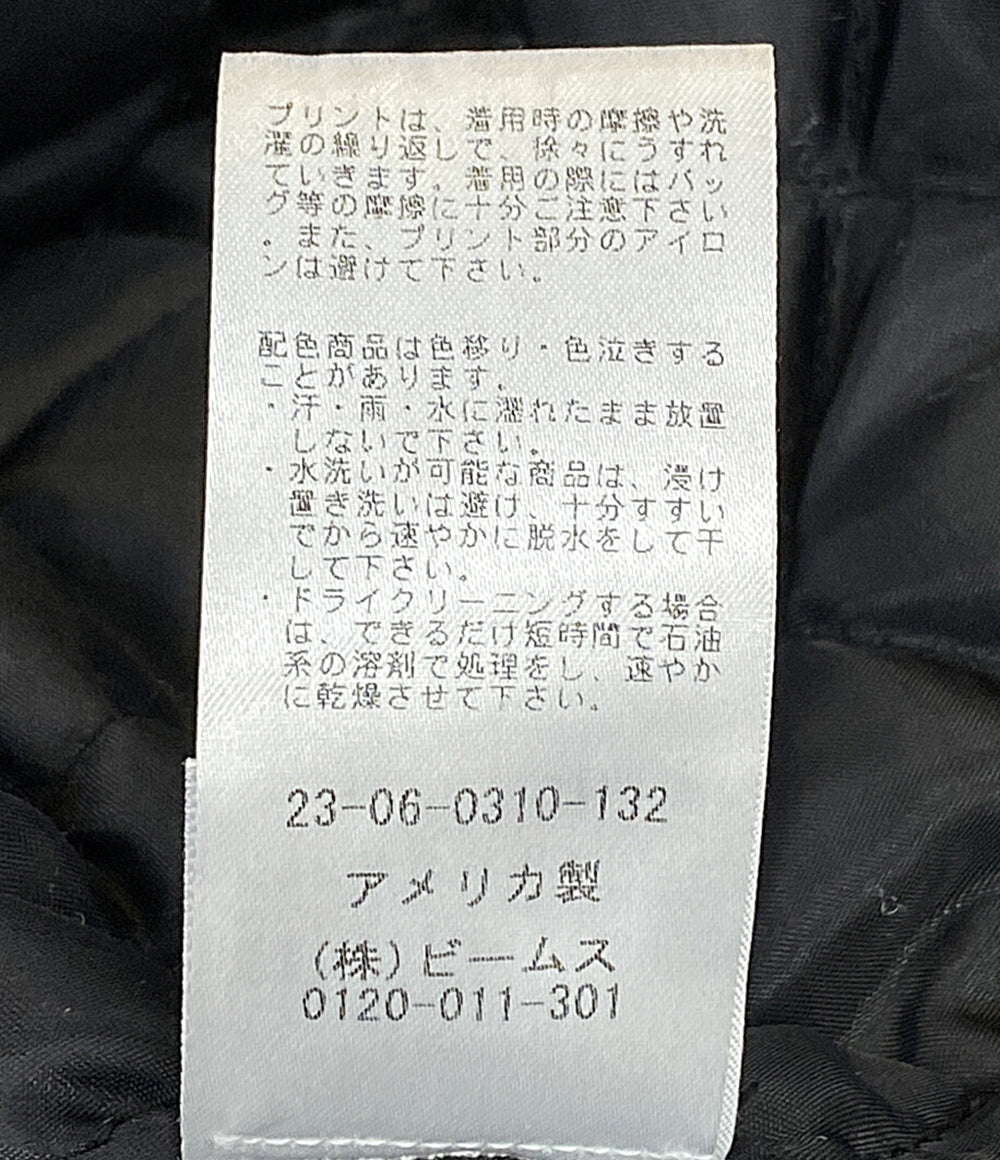 プリントは、着用時の摩擦や洗
濯の繰り返しで、徐々にうすれ
ていきます。着用の際にはバッ
グ等の摩擦に十分ご注意下さい
。また、プリント部分のアイロ
ンは避けて下さい。
配色商品は色移り・色泣きする
ことがあります。
・汗・雨・水に濡れたまま放置
しないで下さい。
・水洗いが可能な商品は、浸け
置き洗いは避け、十分すすい
でから速やかに脱水をして干
して下さい。
・ドライクリーニングする場合
は、できるだけ短時間で石油
系の溶剤で処理をし、速やか
に乾燥させて下さい。
23-06-0310-132
アメリカ製
(株)ビームス
0120-011-301